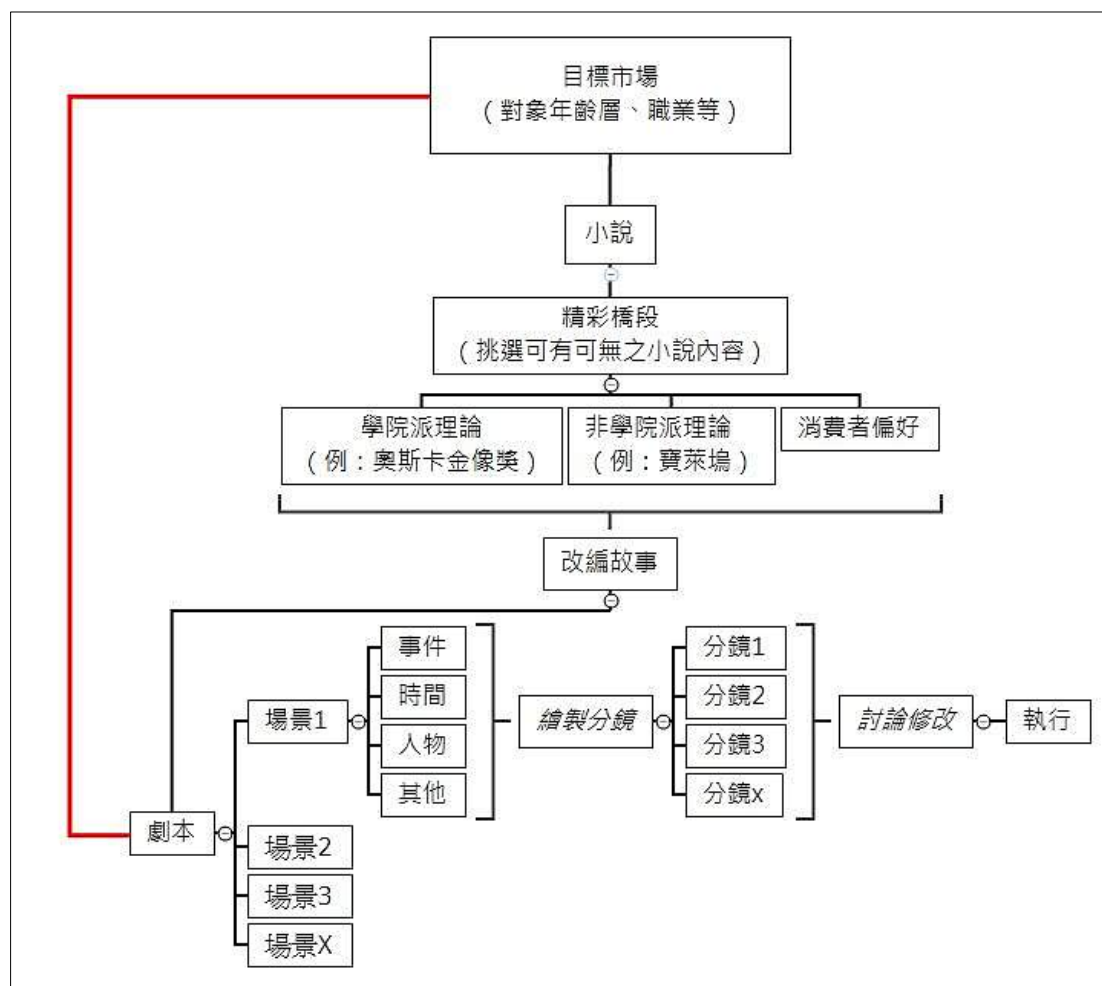 目標市場
（對象年齡層、職業等）
小說
精彩橋段
（挑選可有可無之小說內容）
學院派理論
（例：奧斯卡金像獎）
非學院派理論
（例：寶萊塢）
消費者偏好
改編故事
事件
時間
人物
其他
場景1
繪製分鏡
分鏡1
分鏡2
分鏡3
分鏡x
討論修改
執行
劇本
場景2
場景3
場景X